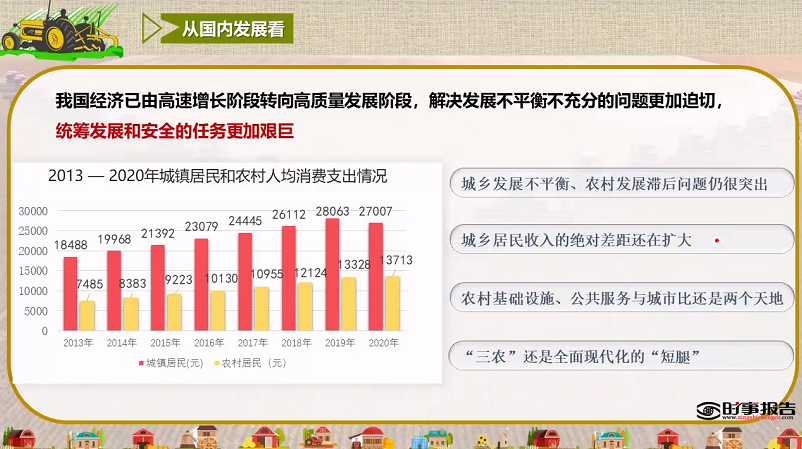 从国内发展看
我国经济已由高速增长阶段转向高质量发展阶段，解决发展不平衡不充分的问题更加迫切，
统筹发展和安全的任务更加艰巨
2013 — 2020年城镇居民和农村人均消费支出情况
30000
25000
20000
15000
10000
5000
0
18488 19968 21392 23079 24445 26112 28063 27007
7485 8383 9223 10130 10955 12124 13328 13713
2013年 2014年 2015年 2016年 2017年 2018年 2019年 2020年
城镇居民(元) 农村居民（元）
城乡发展不平衡、农村发展滞后问题仍很突出
城乡居民收入的绝对差距还在扩大
农村基础设施、公共服务与城市比还是两个天地
“三农”还是全面现代化的“短腿”
时事报告